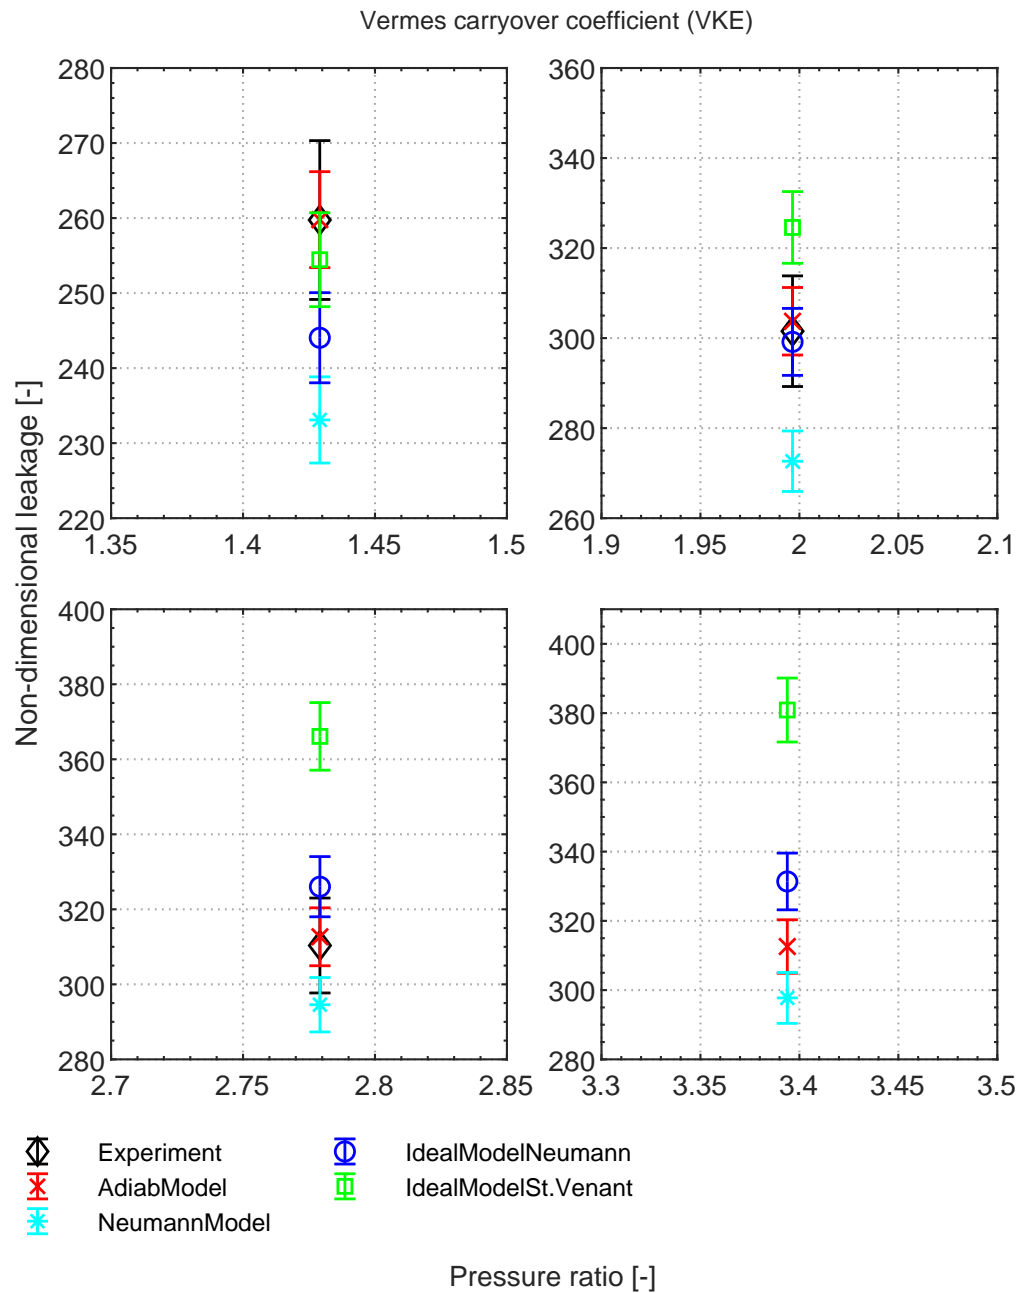 Vermes carryover coefficient (VKE)
Non-dimensional leakage [-]
280
270
260
250
240
230
220
1.35 1.4 1.45 1.5
360
340
320
300
280
260
1.9 1.95 2 2.05 2.1
400
380
360
340
320
300
280
2.7 2.75 2.8 2.85
400
380
360
340
320
300
280
3.3 3.35 3.4 3.45 3.5
Experiment
AdiabModel
NeumannModel
IdealModelNeumann
IdealModelSt.Venant
Pressure ratio [-]